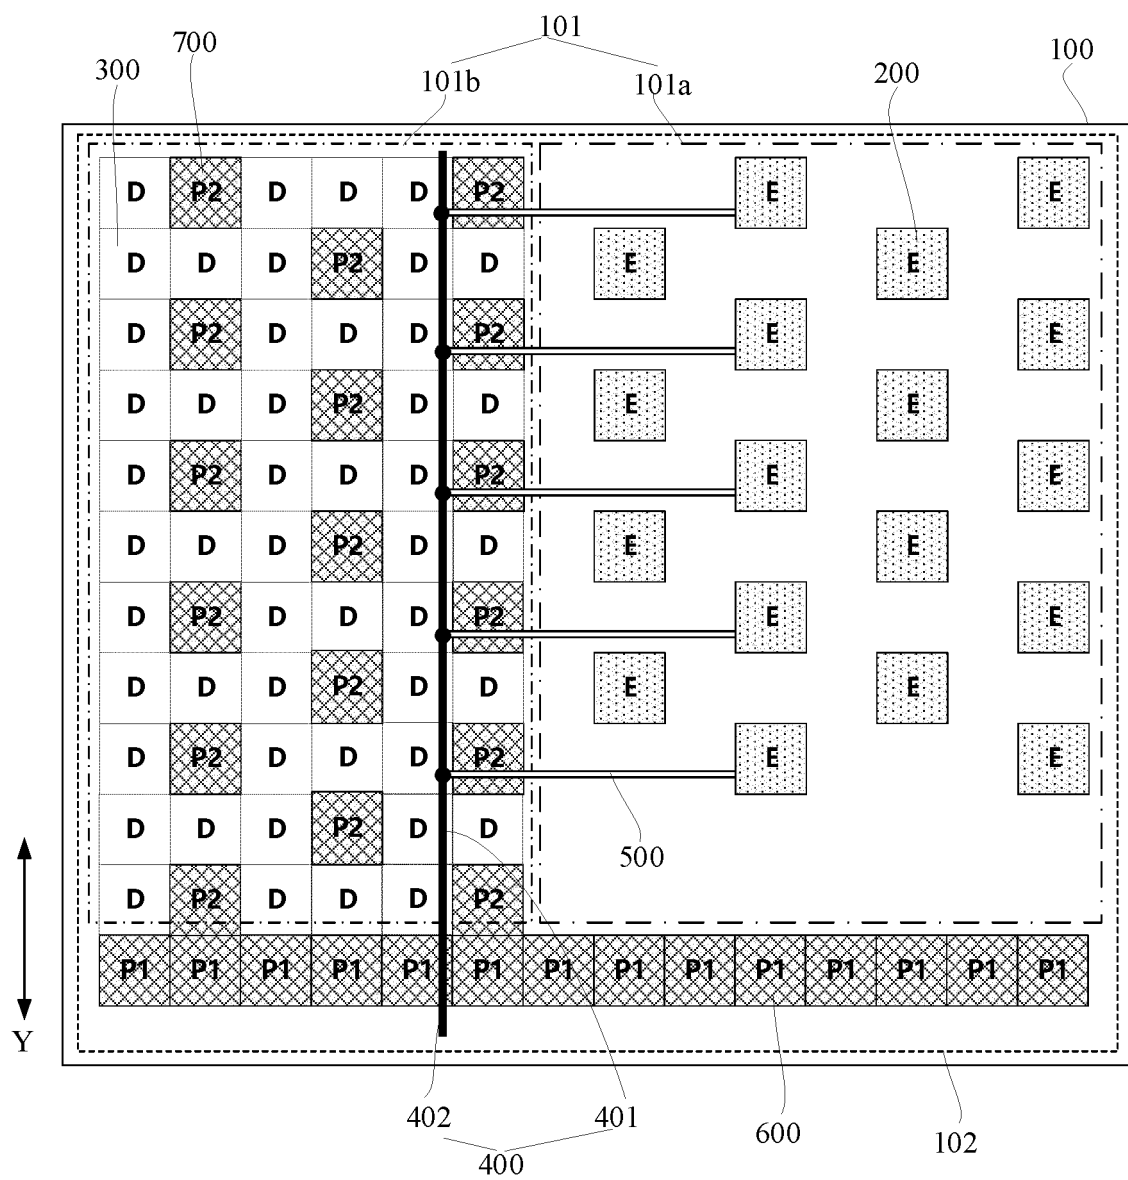 101
700
100
300
101b
101a
200
D P2 D D D P2 E E
D D D P2 D D E E
D P2 D D D P2 E E
D D D P2 D D E E
D P2 D D D P2 E E
D D D P2 D D E E
D P2 D D D P2 E E
D D D P2 D D E E
D P2 D D D P2 E E
D D D P2 D D
500
D P2 D D D P2
P1 P1 P1 P1 P1 P1 P1 P1 P1 P1 P1 P1 P1 P1
Y
402 401 600 102
400